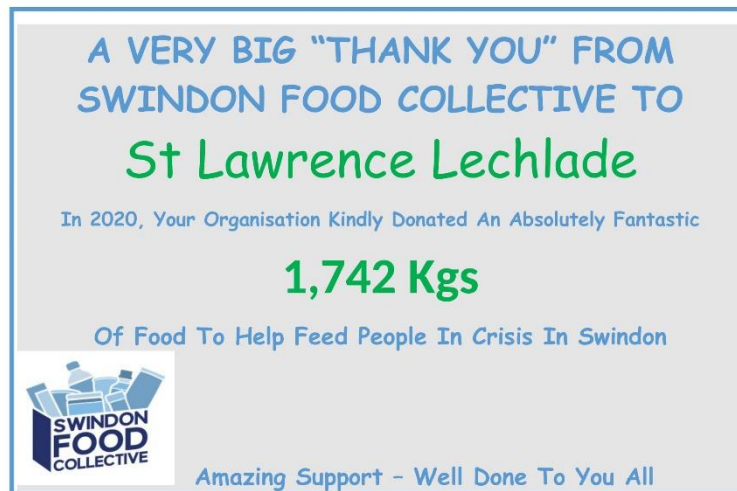 A VERY BIG “THANK YOU” FROM
SWINDON FOOD COLLECTIVE TO
St Lawrence Lechlade
In 2020, Your Organisation Kindly Donated An Absolutely Fantastic
1,742 Kgs
Of Food To Help Feed People In Crisis In Swindon
SWINDON
FOOD
COLLECTIVE
Amazing Support – Well Done To You All